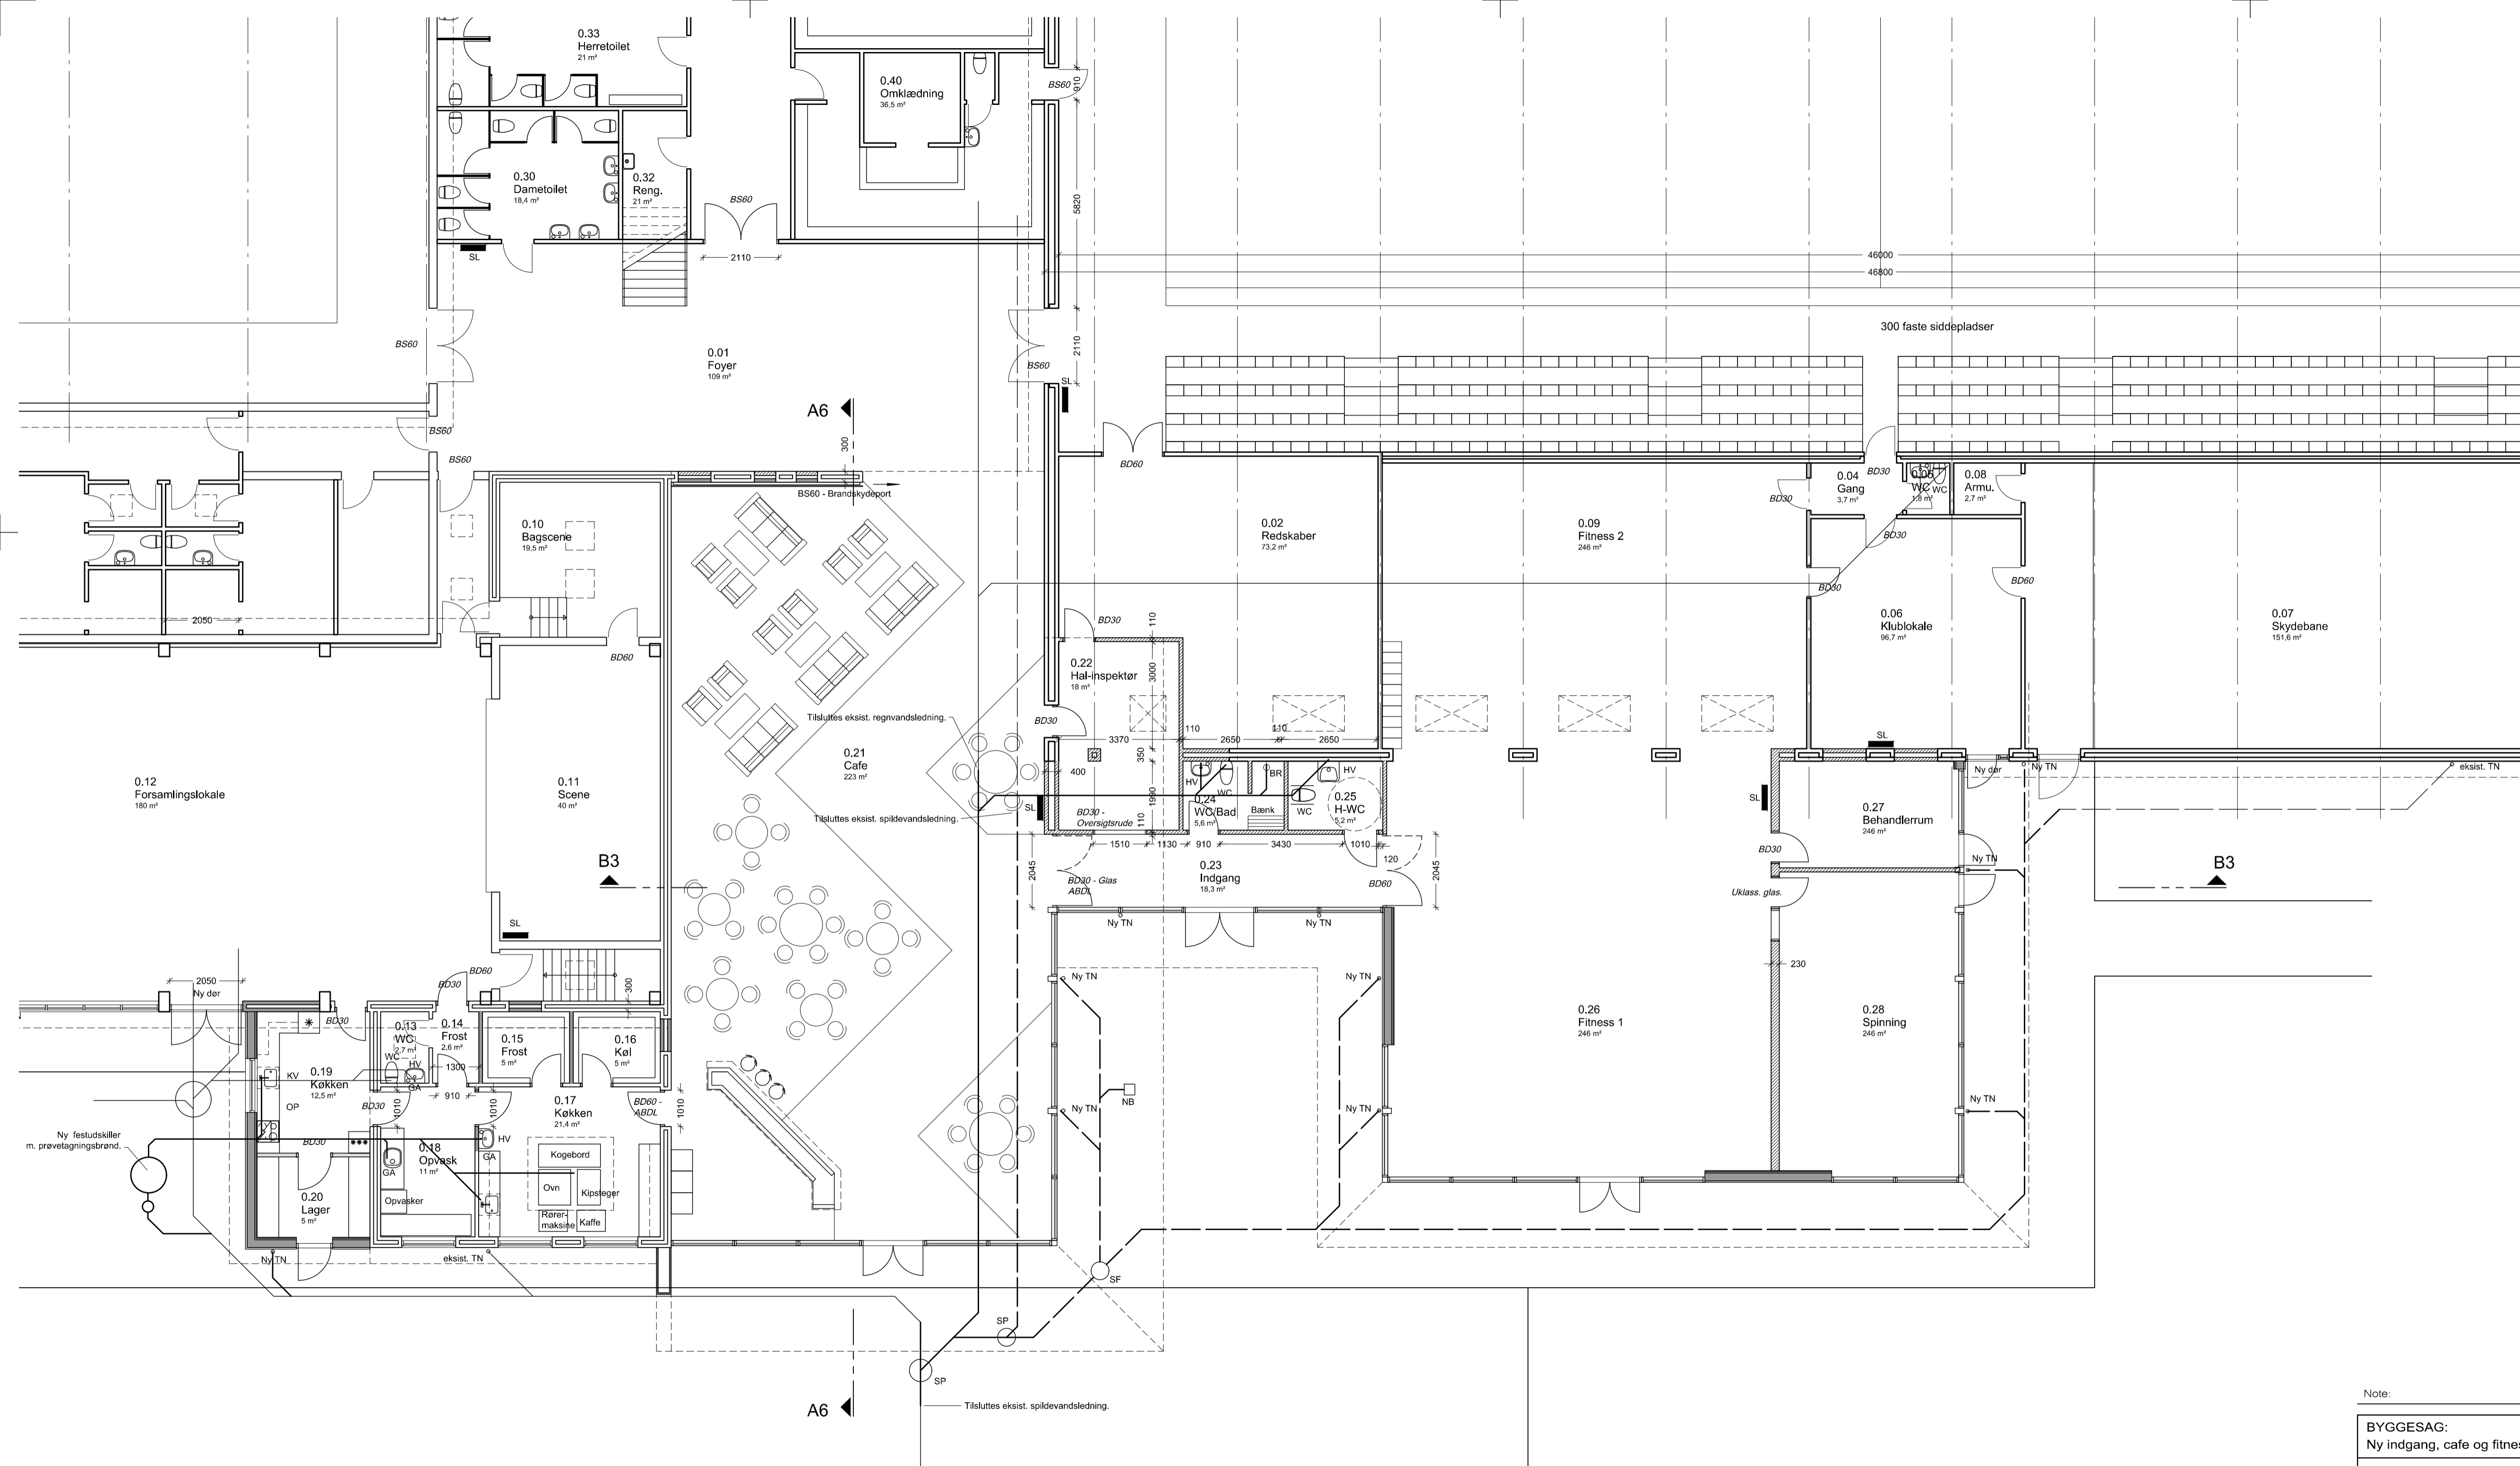 0.33
Herretoilet
21 m²
0.40
Omklædning
36,5 m²
BS60
910
0.30
Dametoilet
18,4 m²
0.32
Reng.
21 m²
BS60
5820
SL
2110
46000
46800
300 faste siddepladser
BS60
0.01
Foyer
109 m²
2110
BS60
SL
A6
300
BS60
BS60
BD60
BS60 - Brandskydeport
0.10
Bagscene
19,5 m²
0.02
Redskaber
73,2 m²
0.09
Fitness 2
246 m²
0.04
Gang
3,7 m²
BD30
BD30
0.05
WC
1,8 m²
WC
0.08
Armu.
2,7 m²
BD30
BD30
BD60
2050
BD30
110
0.06
Klublokale
96,7 m²
0.07
Skydebane
151,6 m²
BD60
0.22
Hal-inspektør
18 m²
3000
Tilsluttes eksist. regnvandsledning.
BD30
3370
110
2650
110
2650
SL
350
400
0.21
Cafe
223 m²
0.12
Forsamlingslokale
180 m²
0.11
Scene
40 m²
HV
WC
BR
HV
0.24
WC/Bad
5,6 m²
Bænk
WC
0.25
H-WC
5,2 m²
1990
110
SL
BD30 -
Oversigtsrude
Tilsluttes eksist. spildevandsledning.
Ny dør
Ny TN
eksist. TN
SL
0.27
Behandlerrum
246 m²
BD30
Ny TN
1510
1130
910
3430
1010
120
2045
2045
0.23
Indgang
18,3 m²
BD30 - Glas
ABDL
BD60
B3
B3
Uklass. glas.
Ny TN
Ny TN
SL
230
BD60
BD30
300
Ny TN
Ny TN
2050
Ny dør
0.26
Fitness 1
246 m²
0.28
Spinning
246 m²
BD30
0.13
WC
2,7 m²
0.14
Frost
2,6 m²
0.15
Frost
5 m²
0.16
Køl
5 m²
WC
HV
GA
1300
910
KV
0.19
Køkken
12,5 m²
OP
BD30
1010
1010
0.17
Køkken
21.4 m²
BD60 -
ABDL
1010
NB
Ny TN
Ny TN
Ny TN
Ny festudskiller
m. prøvetagningsbrønd.
BD30
HV
GA
0.18
Opvask
11 m²
GA
Opvasker
Kogebord
Ovn
Kipsteger
Rører-
maskine
Kaffe
0.20
Lager
5 m²
Ny TN
eksist. TN
SF
SP
SP
A6
Tilsluttes eksist. spildevandsledning.
Note:
BYGGESAG:
Ny indgang, cafe og fitnes